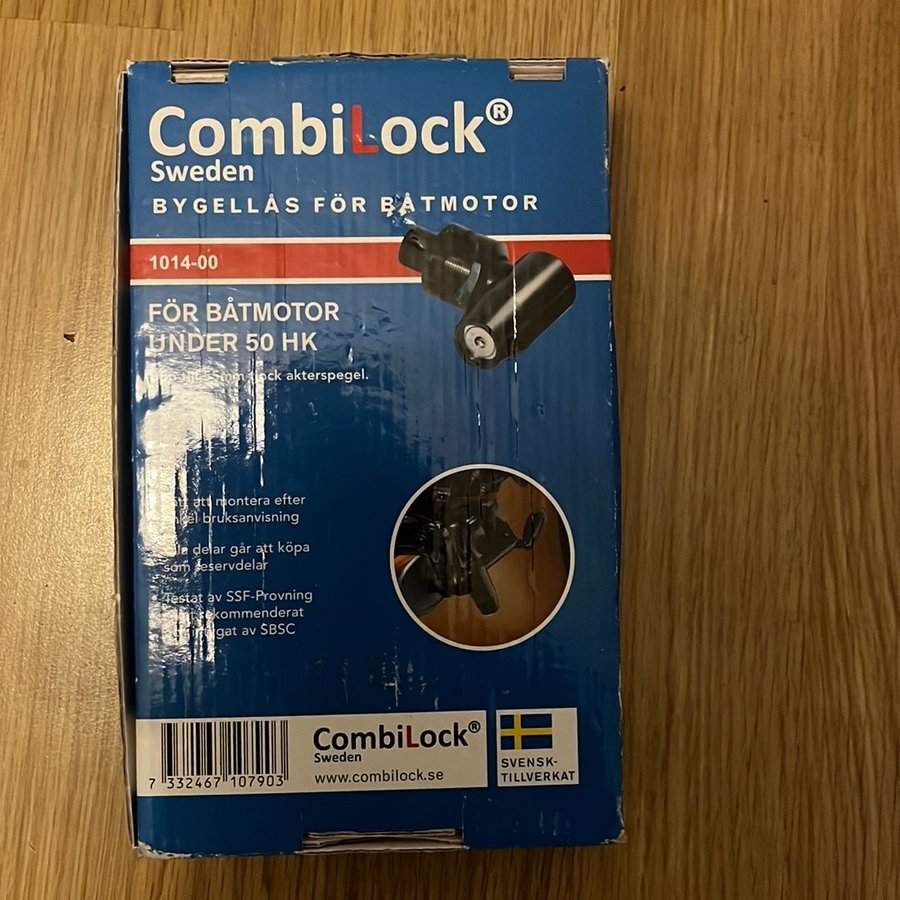 CombiLock®
Sweden
BYGELLÅS FÖR BÅTMOTOR
1014-00
FÖR BÅTMOTOR
UNDER 50 HK
akterspegel.
att montera efter
bruksanvisning
delar går att köpa
som reservdelar
Testat av SSF-Provning
rekommenderat
av SBSC
7 332467 107903
CombiLock®
Sweden
www.combilock.se
SVENSK-
TILLVERKAT